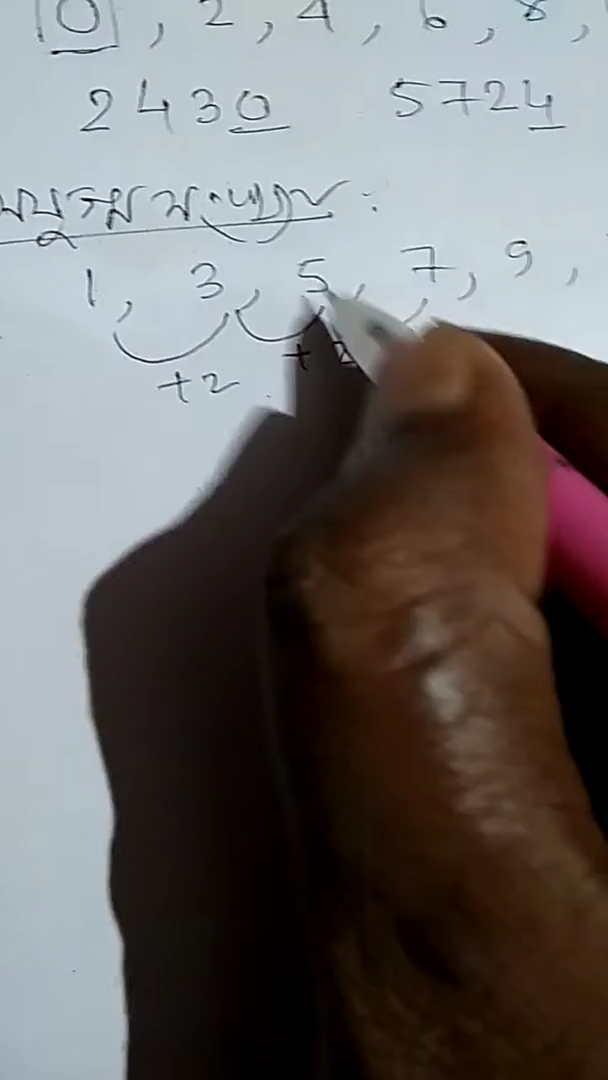 0, 2, 4, 6, 8,
2430 5724
1, 3, 5, 7, 9,
+2 +2